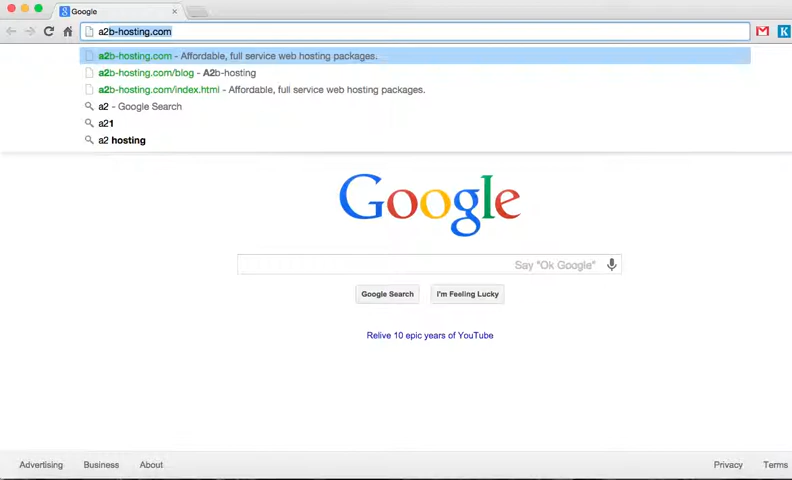 Google
a2b-hosting.com
a2b-hosting.com - Affordable, full service web hosting packages.
a2b-hosting.com/blog - A2b-hosting
a2b-hosting.com/index.html - Affordable, full service web hosting packages.
a2 - Google Search
a21
a2 hosting
Google
Say "Ok Google"
Google Search I'm Feeling Lucky
Relive 10 epic years of YouTube
Advertising Business About Privacy Terms